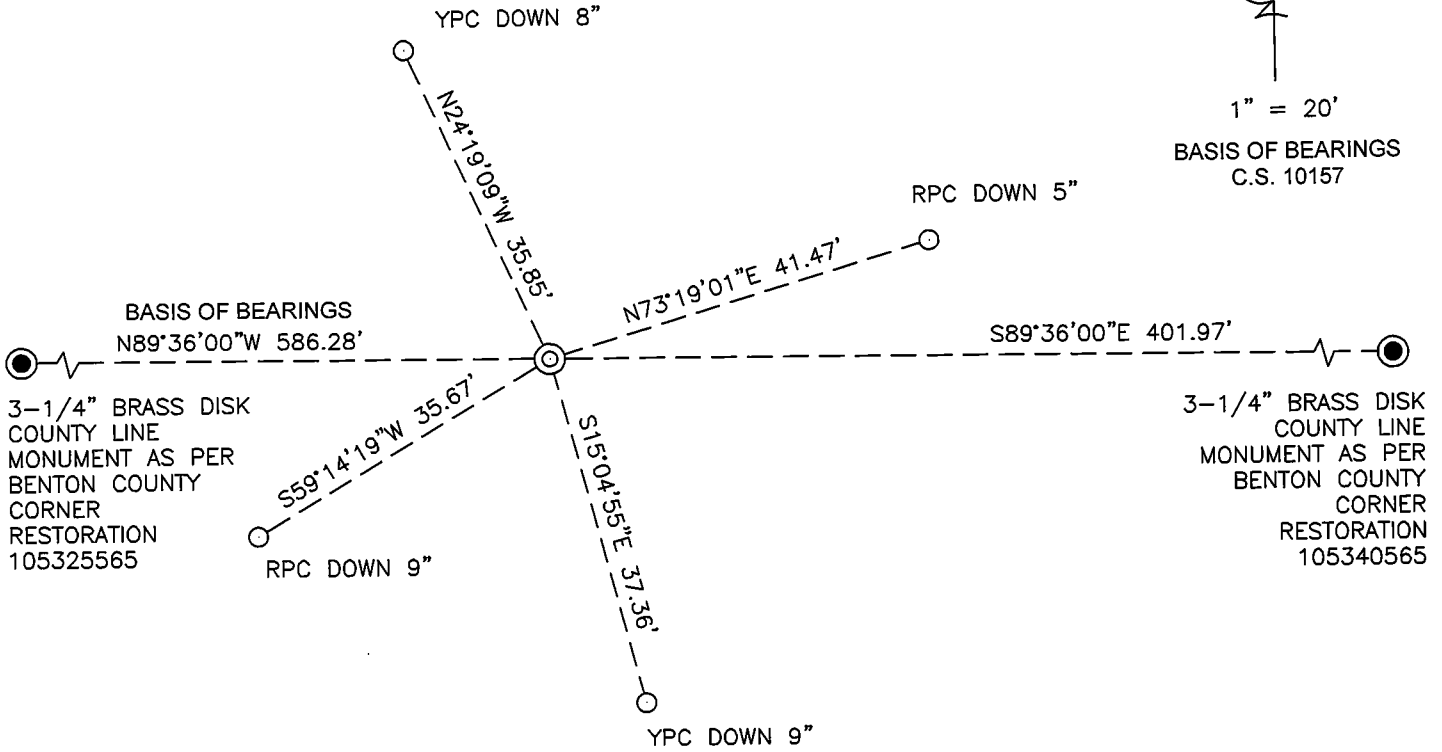 YPC DOWN 8”
1” = 20’
BASIS OF BEARINGS
C.S. 10157
RPC DOWN 5”
N24°19’09”W 35.85’
N73°19’01”E 41.47’
BASIS OF BEARINGS
N89°36’00”W 586.28’
S89°36’00”E 401.97’
3–1/4” BRASS DISK
COUNTY LINE
MONUMENT AS PER
BENTON COUNTY
CORNER
RESTORATION
105325565
S59°14’19”W 35.67’
RPC DOWN 9”
S15°04’55”E 37.36’
YPC DOWN 9”
3–1/4” BRASS DISK
COUNTY LINE
MONUMENT AS PER
BENTON COUNTY
CORNER
RESTORATION
105340565